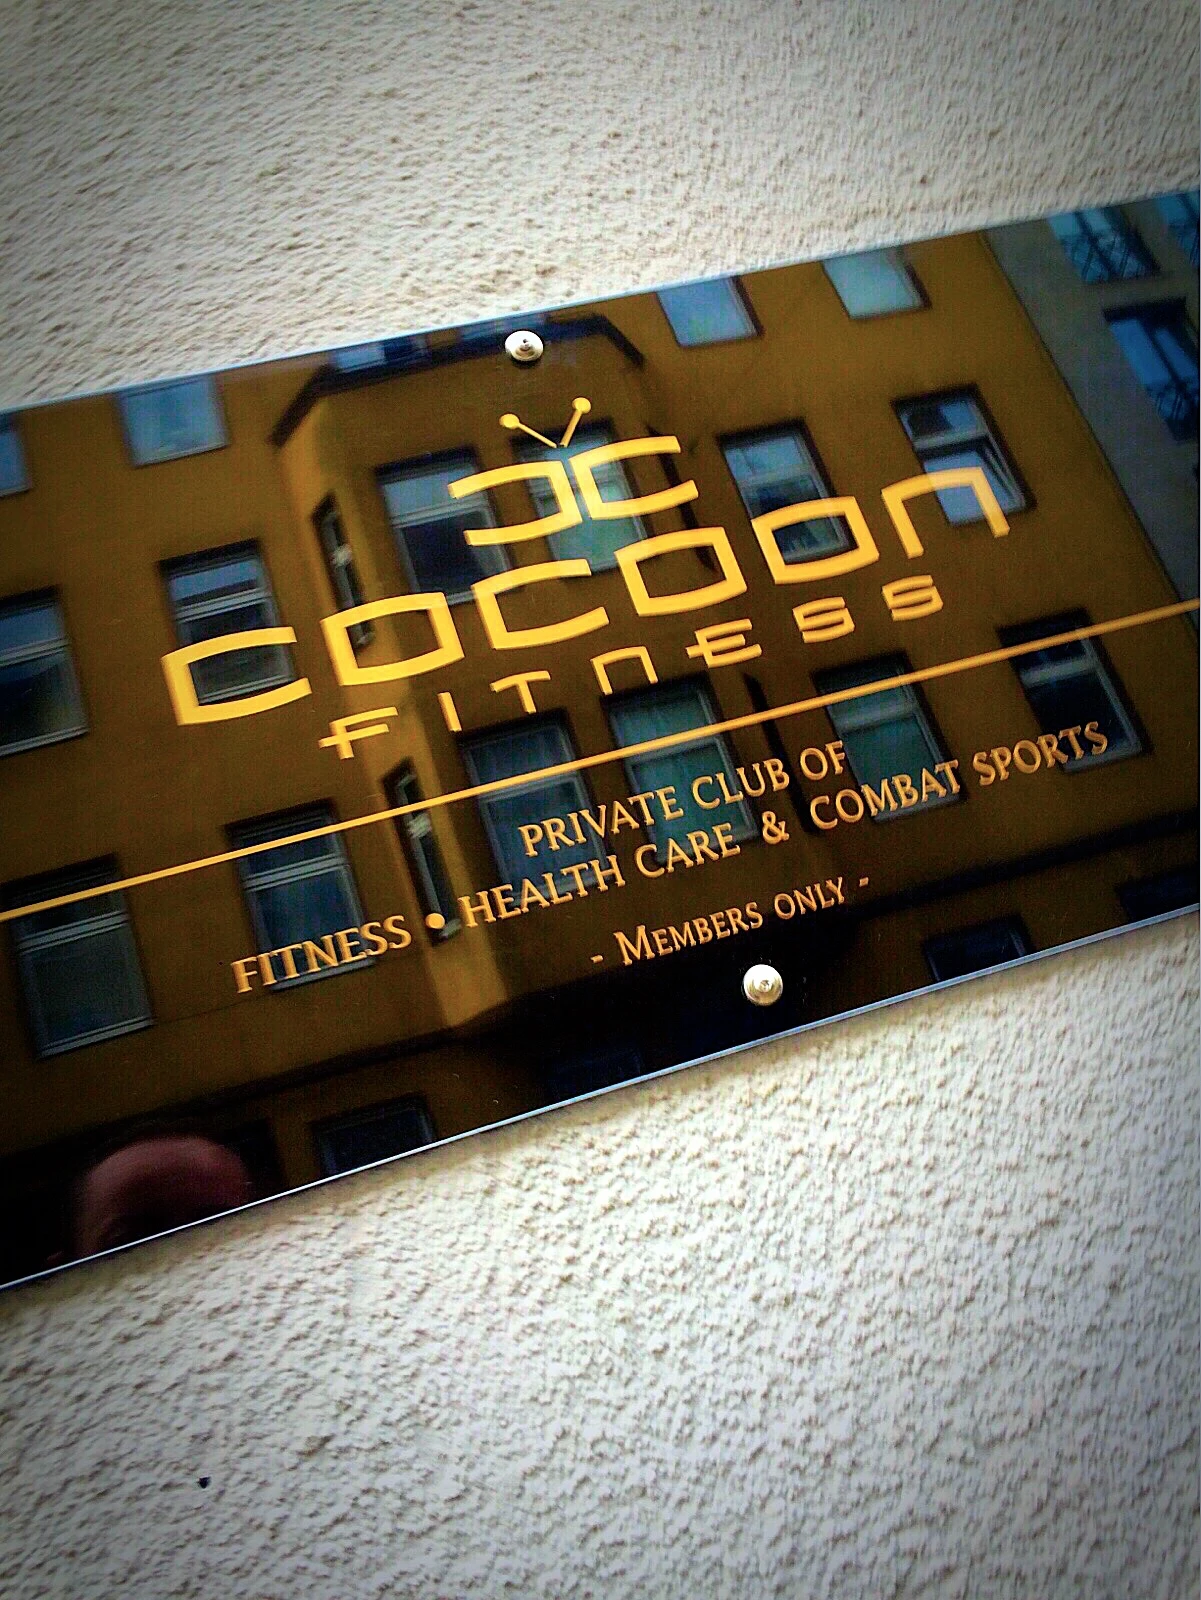 cocoon
FITNESS
PRIVATE CLUB OF
FITNESS • HEALTH CARE & COMBAT SPORTS
- MEMBERS ONLY -